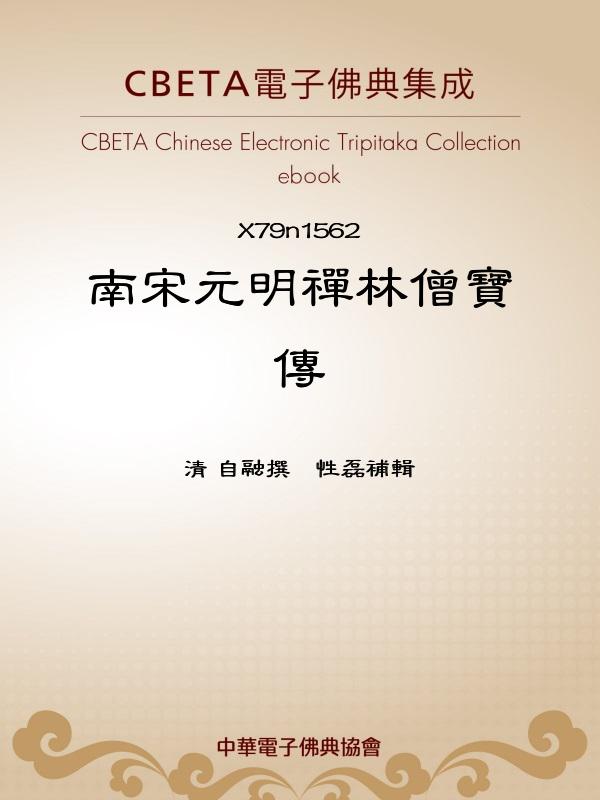 CBETA電子佛典集成
CBETA Chinese Electronic Tripitaka Collection
ebook
X79n1562
南宋元明禪林僧寶
傳
清 自融撰　性磊補輯
中華電子佛典協會